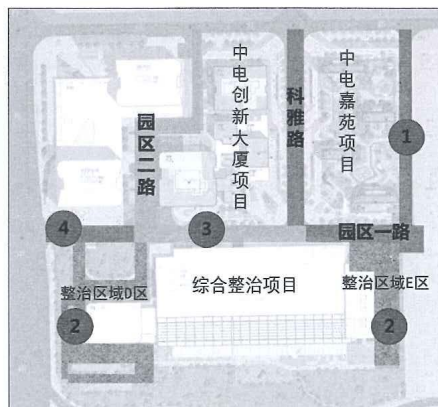 中电创新大厦项目
科雅路
中电嘉苑项目
1
园区二路
4
3
园区一路
整治区域D区
综合整治项目
整治区域E区
2
2